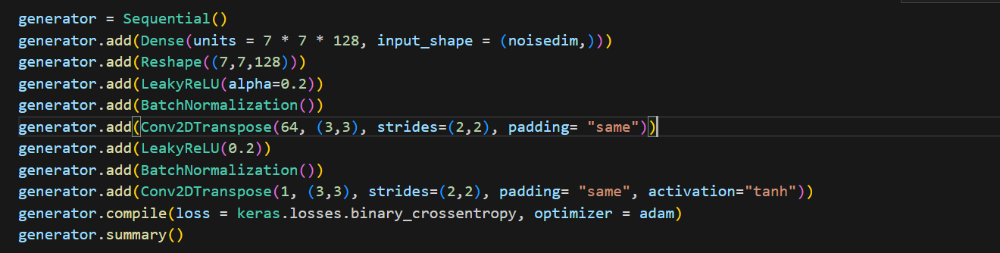 generator = Sequential()
generator.add(Dense(units = 7 * 7 * 128, input_shape = (noisedim,)))
generator.add(Reshape((7,7,128)))
generator.add(LeakyReLU(alpha=0.2))
generator.add(BatchNormalization())
generator.add(Conv2DTranspose(64, (3,3), strides=(2,2), padding= "same"))
generator.add(LeakyReLU(0.2))
generator.add(BatchNormalization())
generator.add(Conv2DTranspose(1, (3,3), strides=(2,2), padding= "same", activation="tanh"))
generator.compile(loss = keras.losses.binary_crossentropy, optimizer = adam)
generator.summary()